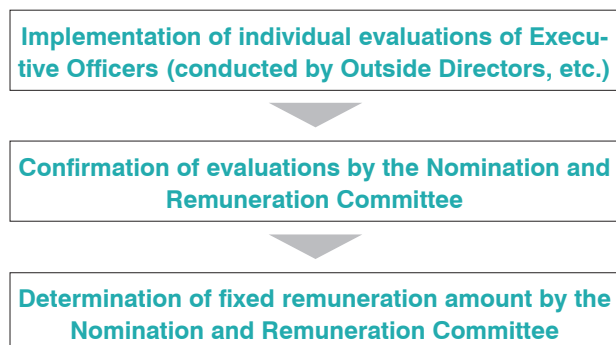 Implementation of individual evaluations of Execu-
tive Officers (conducted by Outside Directors, etc.)
Confirmation of evaluations by the Nomination and
Remuneration Committee
Determination of fixed remuneration amount by the
Nomination and Remuneration Committee